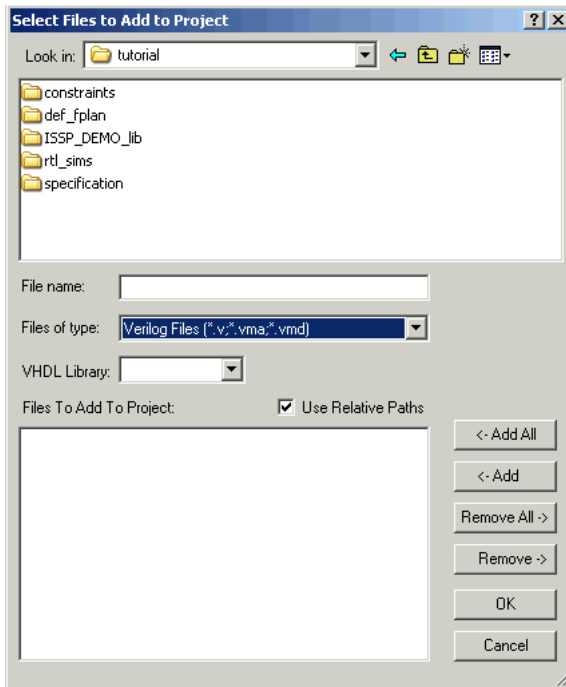 Select Files to Add to Project
Look in: tutorial
constraints
def_fplan
ISSP_DEMO_lib
rtl_sims
specification
File name:
Files of type: Verilog Files (*.v;*.vma;*.vmd)
VHDL Library:
Files To Add To Project: Use Relative Paths
<- Add All
<- Add
Remove All ->
Remove ->
OK
Cancel